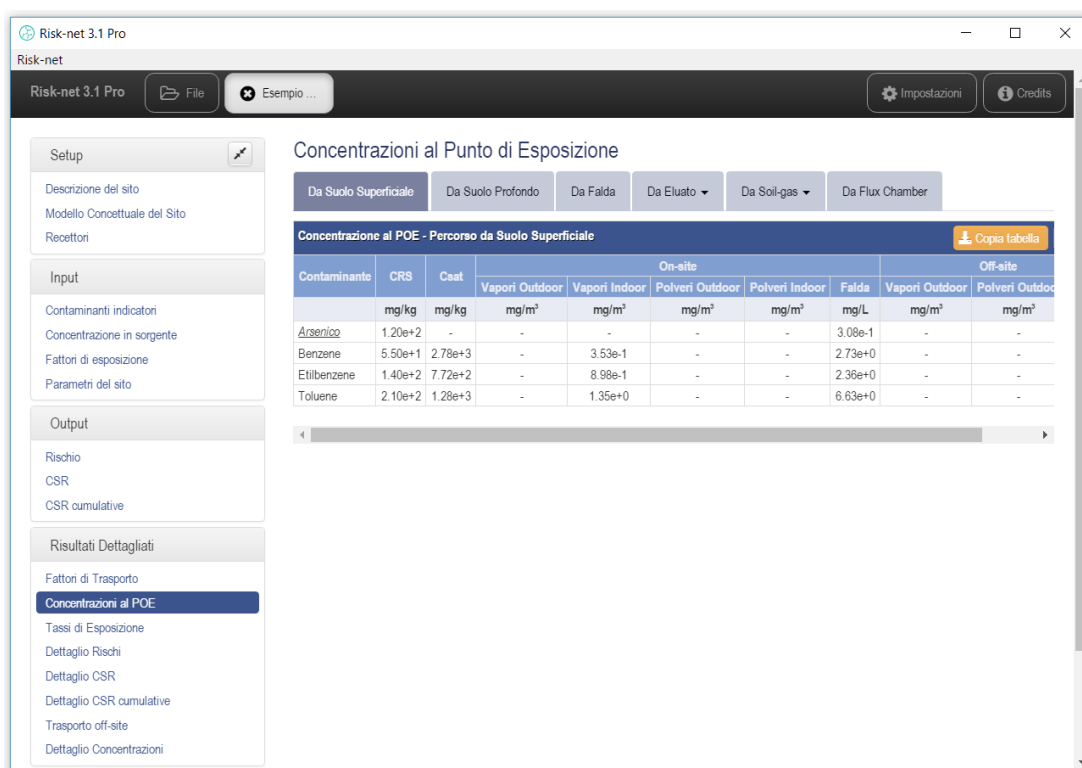 Risk-net 3.1 Pro
Risk-net
Risk-net 3.1 Pro File Esempio ... Impostazioni Credits
Setup
Descrizione del sito
Modello Concettuale del Sito
Recettori
Input
Contaminanti indicatori
Concentrazione in sorgente
Fattori di esposizione
Parametri del sito
Output
Rischio
CSR
CSR cumulative
Risultati Dettagliati
Fattori di Trasporto
Concentrazioni al POE
Tassi di Esposizione
Dettaglio Rischi
Dettaglio CSR
Dettaglio CSR cumulative
Trasporto off-site
Dettaglio Concentrazioni
Concentrazioni al Punto di Esposizione
Da Suolo Superficiale Da Suolo Profondo Da Falda Da Eluato Da Soil-gas Da Flux Chamber
Concentrazione al POE - Percorso da Suolo Superficiale Copia tabella
On-site Off-site
Contaminante CRS Csat Vapori Outdoor Vapori Indoor Polveri Outdoor Polveri Indoor Falda Vapori Outdoor Polveri Outdoo
mg/kg mg/kg mg/m³ mg/m³ mg/m³ mg/m³ mg/L mg/m³ mg/m³
Arsenico 1.20e+2 - - - - - 3.08e-1 - -
Benzene 5.50e+1 2.78e+3 - 3.53e-1 - - 2.73e+0 - -
Etilbenzene 1.40e+2 7.72e+2 - 8.98e-1 - - 2.36e+0 - -
Toluene 2.10e+2 1.28e+3 - 1.35e+0 - - 6.63e+0 - -